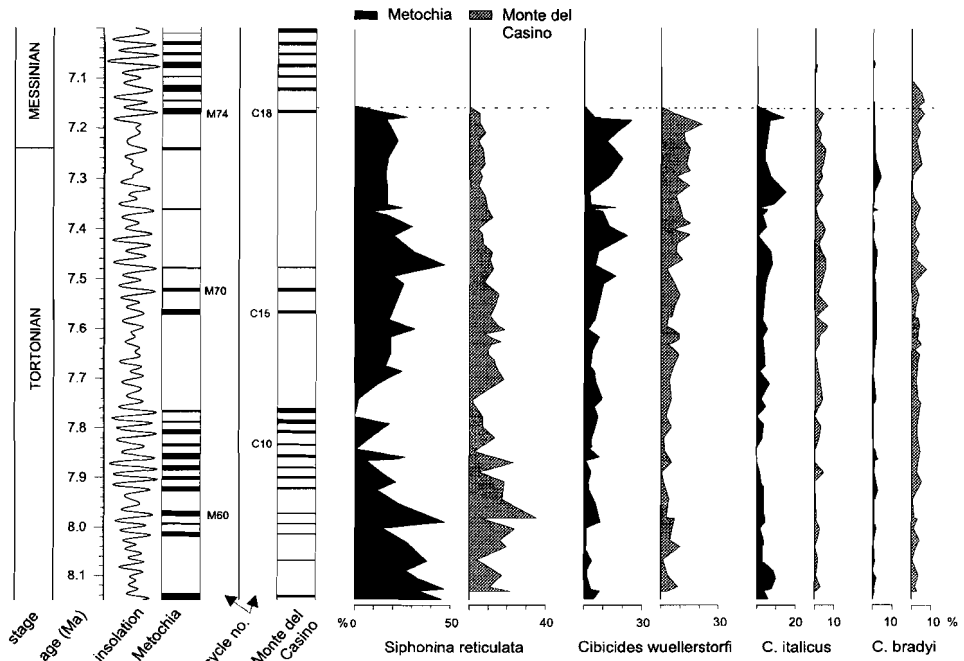 Metochia
Monte del Casino
MESSINIAN
TORTONIAN
7.1
7.2
7.3
7.4
7.5
7.6
7.7
7.8
7.9
8.0
8.1
M74
M70
M60
C18
C15
C10
stage
age (Ma)
insolation
Metochia
ycle no.
Monte del Casino
% 0
50
40
30
30
20
10
10
10 %
Siphonina reticulata
Cibicides wuellerstorfi
C. italicus
C. bradyi